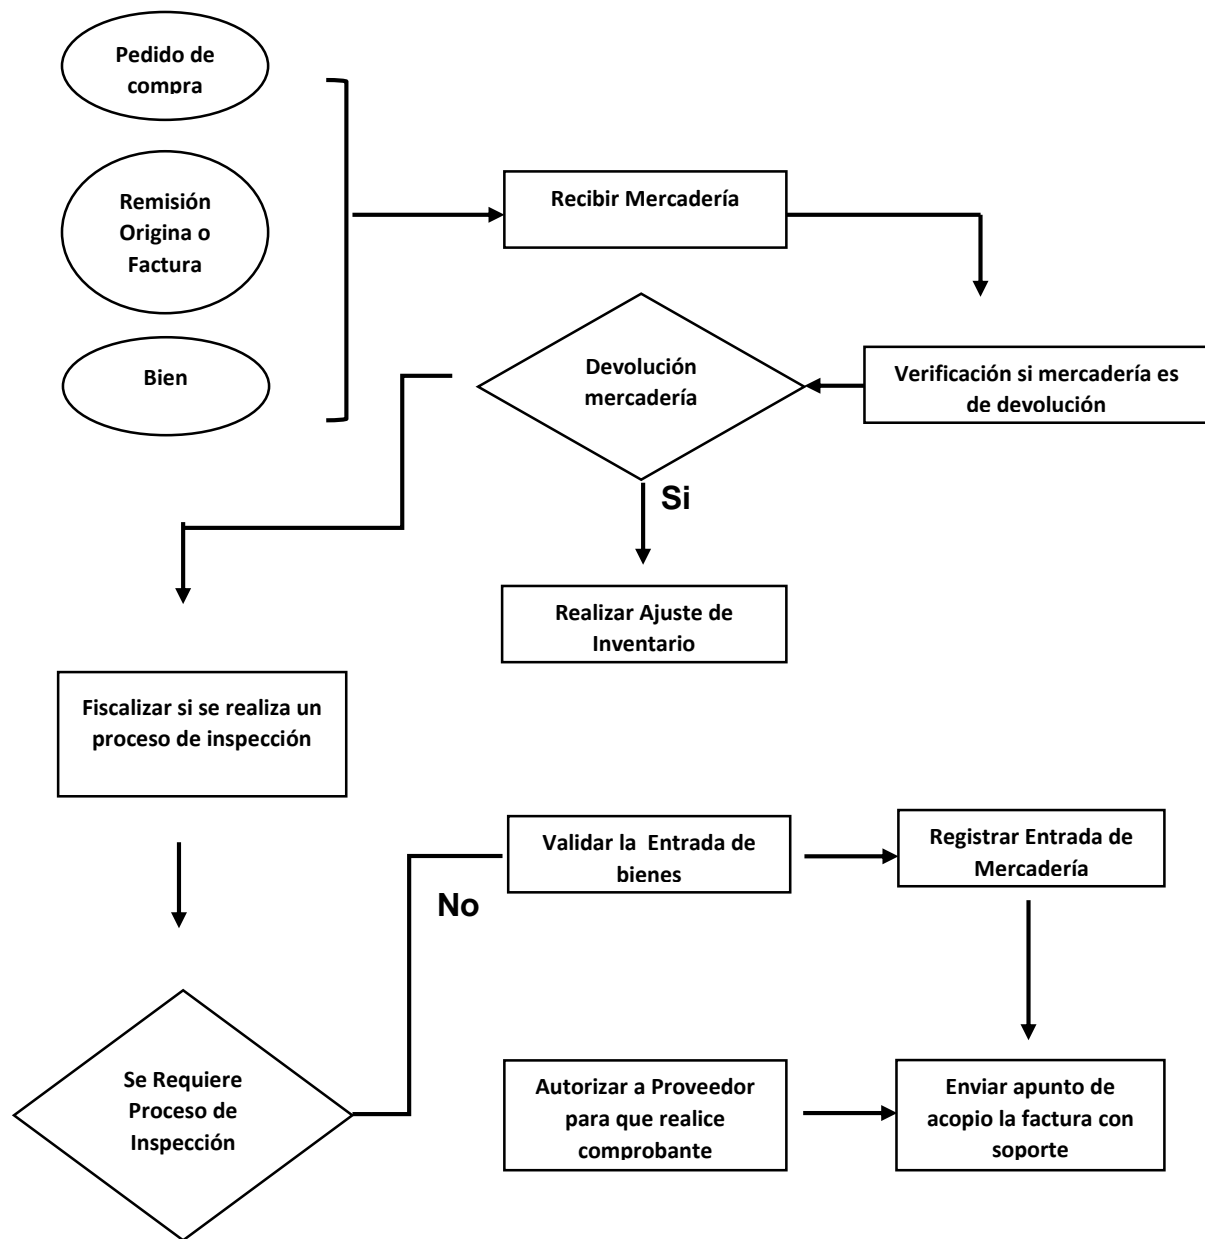 Pedido de
compra
Remisión
Origina o
Factura
Bien
Recibir Mercadería
Verificación si mercadería es
de devolución
Devolución
mercadería
Si
Realizar Ajuste de
Inventario
Fiscalizar si se realiza un
proceso de inspección
Se Requiere
Proceso de
Inspección
No
Validar la Entrada de
bienes
Registrar Entrada de
Mercadería
Autorizar a Proveedor
para que realice
comprobante
Enviar apunto de
acopio la factura con
soporte